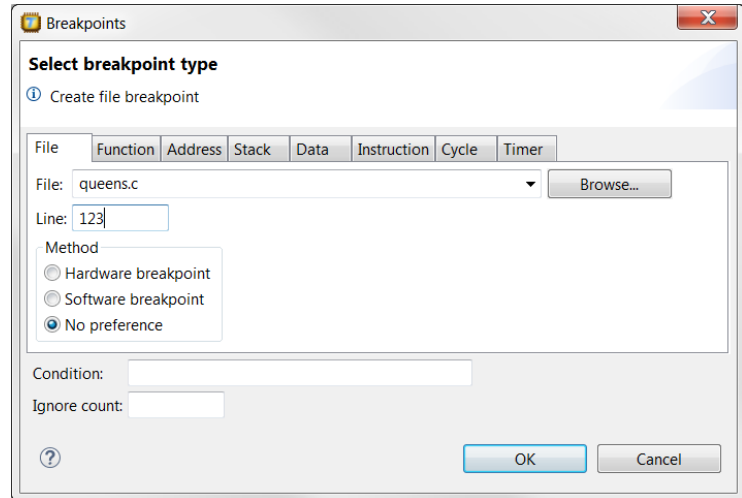 Breakpoints
Select breakpoint type
Create file breakpoint
File Function Address Stack Data Instruction Cycle Timer
File: queens.c Browse...
Line: 123
Method
Hardware breakpoint
Software breakpoint
No preference
Condition:
Ignore count:
OK Cancel